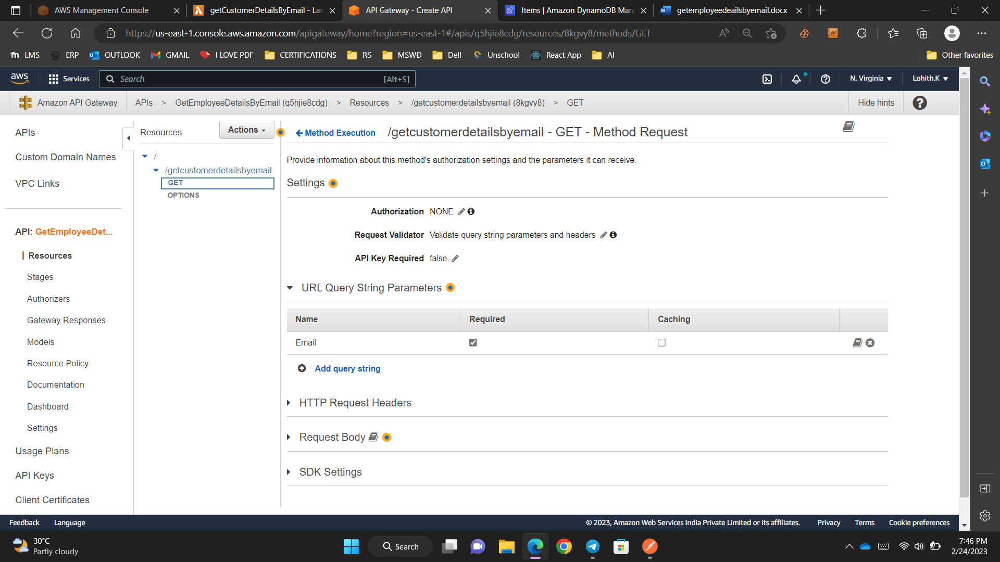 AWS Management Console
getCustomerDetailsByEmail - Lan
API Gateway - Create API
Items | Amazon DynamoDB Man
getemployeedeailsbyemail.docx
https://us-east-1.console.aws.amazon.com/apigateway/home?region=us-east-1#/apis/q5hjie8cdg/resources/8kgvy8/methods/GET
LMS
ERP
OUTLOOK
GMAIL
I LOVE PDF
CERTIFICATIONS
RS
MSWD
Dell
Unschool
React App
AI
Other favorites
aws
Services
Search
[Alt+S]
N. Virginia
Lohith.K
Amazon API Gateway
APIs > GetEmployeeDetailsByEmail (q5hjie8cdg) > Resources > /getcustomerdetailsbyemail (8kgvy8) > GET
Hide hints
APIs
Custom Domain Names
VPC Links
API: GetEmployeeDet...
Resources
Stages
Authorizers
Gateway Responses
Models
Resource Policy
Documentation
Dashboard
Settings
Usage Plans
API Keys
Client Certificates
Resources
Actions
/
/getcustomerdetailsbyemail
GET
OPTIONS
Method Execution
/getcustomerdetailsbyemail - GET - Method Request
Provide information about this method's authorization settings and the parameters it can receive.
Settings
Authorization NONE
Request Validator Validate query string parameters and headers
API Key Required false
URL Query String Parameters
Name Required Caching
Email
Add query string
HTTP Request Headers
Request Body
SDK Settings
Feedback
Language
© 2023, Amazon Web Services India Private Limited or its affiliates.
Privacy
Terms
Cookie preferences
30°C
Partly cloudy
Search
7:46 PM
2/24/2023